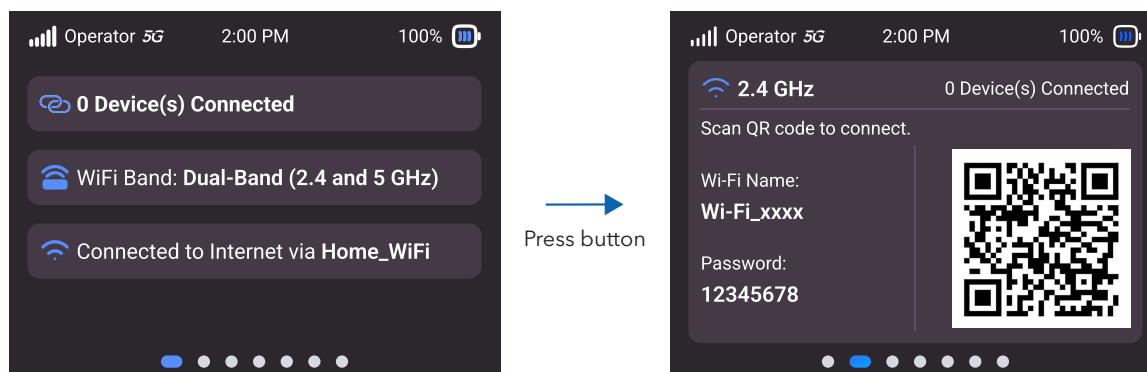 Operator 5G 2:00 PM 100%
0 Device(s) Connected
WiFi Band: Dual-Band (2.4 and 5 GHz)
Connected to Internet via Home_WiFi
Press button
Operator 5G 2:00 PM 100%
2.4 GHz 0 Device(s) Connected
Scan QR code to connect.
Wi-Fi Name:
Wi-Fi_xxxx
Password:
12345678